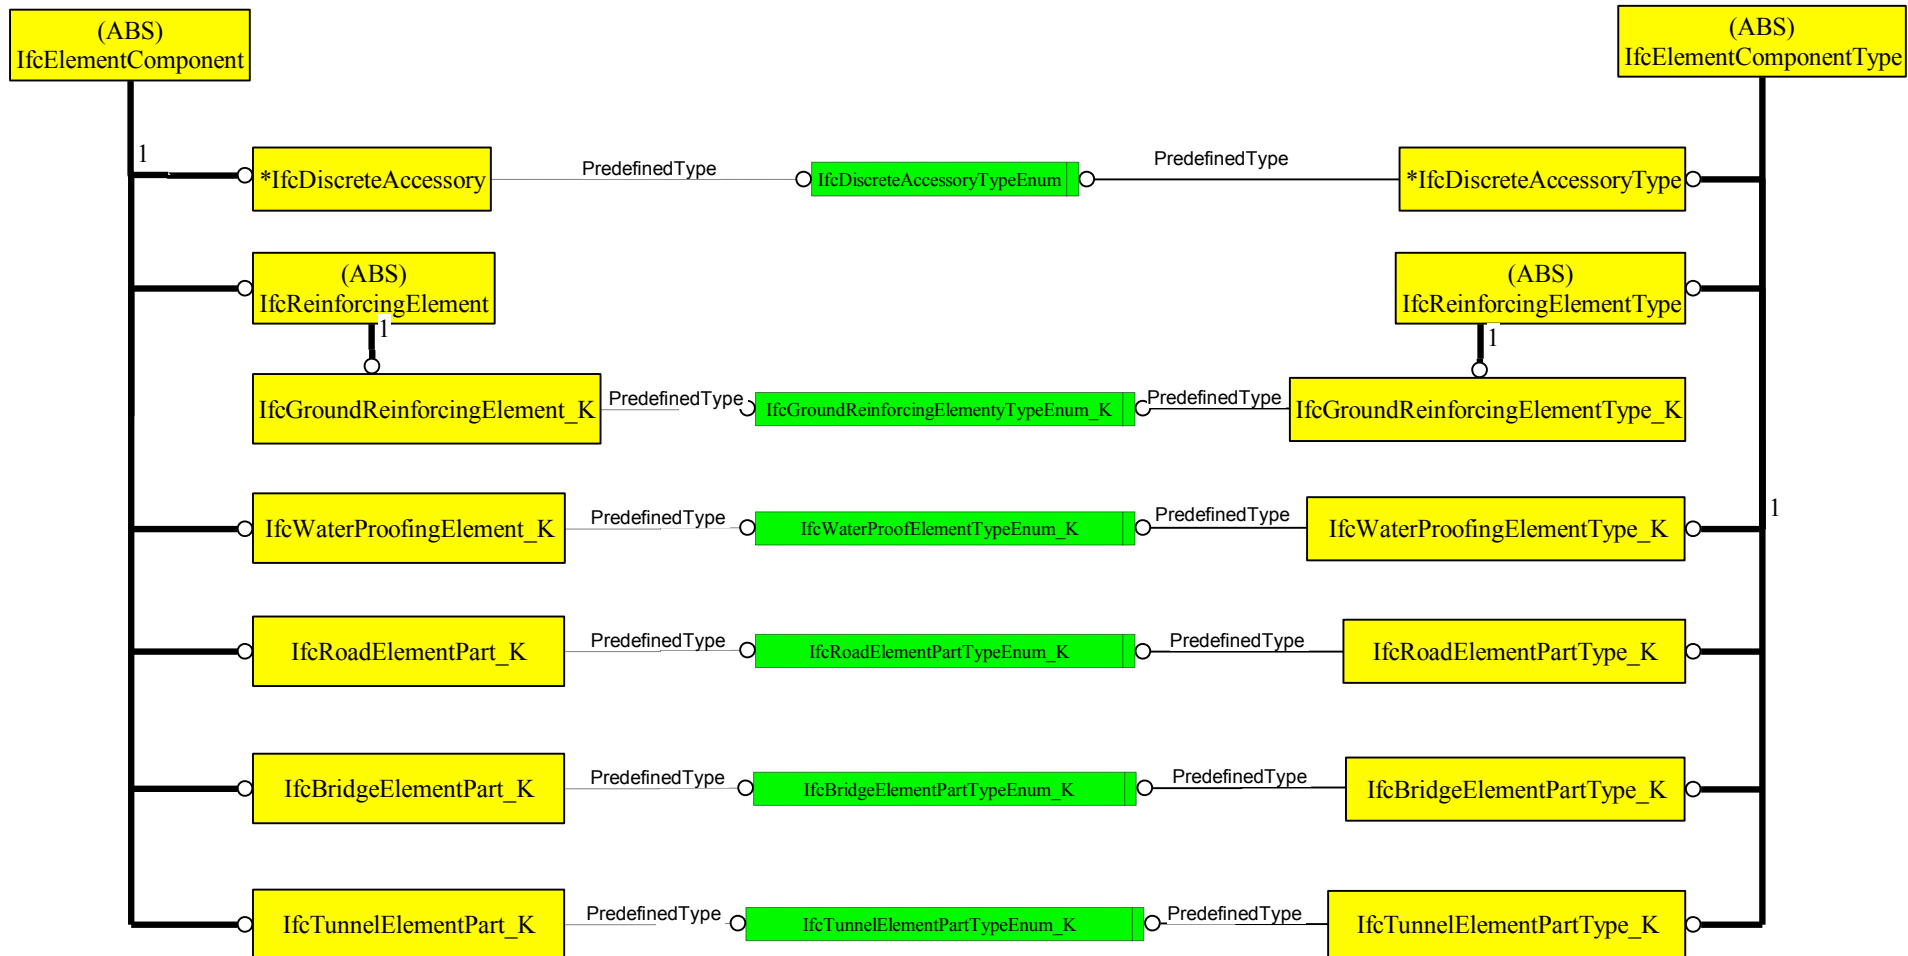 (ABS)
IfcElementComponent
(ABS)
IfcElementComponentType
1
*IfcDiscreteAccessory
PredefinedType
IfcDiscreteAccessoryTypeEnum
PredefinedType
*IfcDiscreteAccessoryType
(ABS)
IfcReinforcingElement
(ABS)
IfcReinforcingElementType
1
1
IfcGroundReinforcingElement_K
PredefinedType
IfcGroundReinforcingElementyTypeEnum_K
PredefinedType
IfcGroundReinforcingElementType_K
IfcWaterProofingElement_K
PredefinedType
IfcWaterProofElementTypeEnum_K
PredefinedType
IfcWaterProofingElementType_K
1
IfcRoadElementPart_K
PredefinedType
IfcRoadElementPartTypeEnum_K
PredefinedType
IfcRoadElementPartType_K
IfcBridgeElementPart_K
PredefinedType
IfcBridgeElementPartTypeEnum_K
PredefinedType
IfcBridgeElementPartType_K
IfcTunnelElementPart_K
PredefinedType
IfcTunnelElementPartTypeEnum_K
PredefinedType
IfcTunnelElementPartType_K